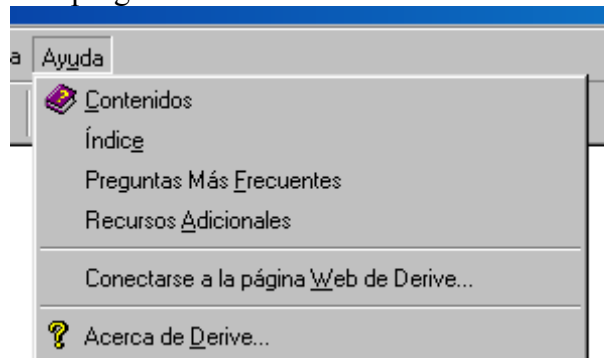 a Ayuda
Contenidos
Índice
Preguntas Más Frecuentes
Recursos Adicionales
Conectarse a la página Web de Derive...
Acerca de Derive...